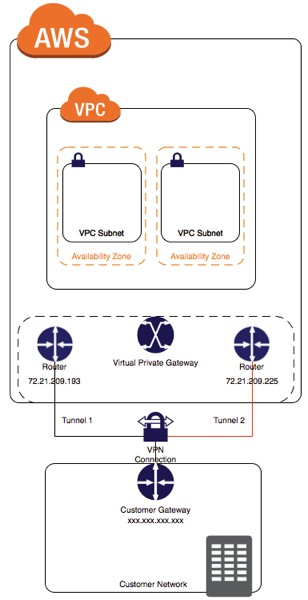 AWS
VPC
VPC Subnet
VPC Subnet
Availability Zone
Availability Zone
Router
Virtual Private Gateway
Router
72.21.209.193
72.21.209.225
Tunnel 1
Tunnel 2
VPN
Connection
Customer Gateway
xxx.xxx.xxx.xxx
Customer Network